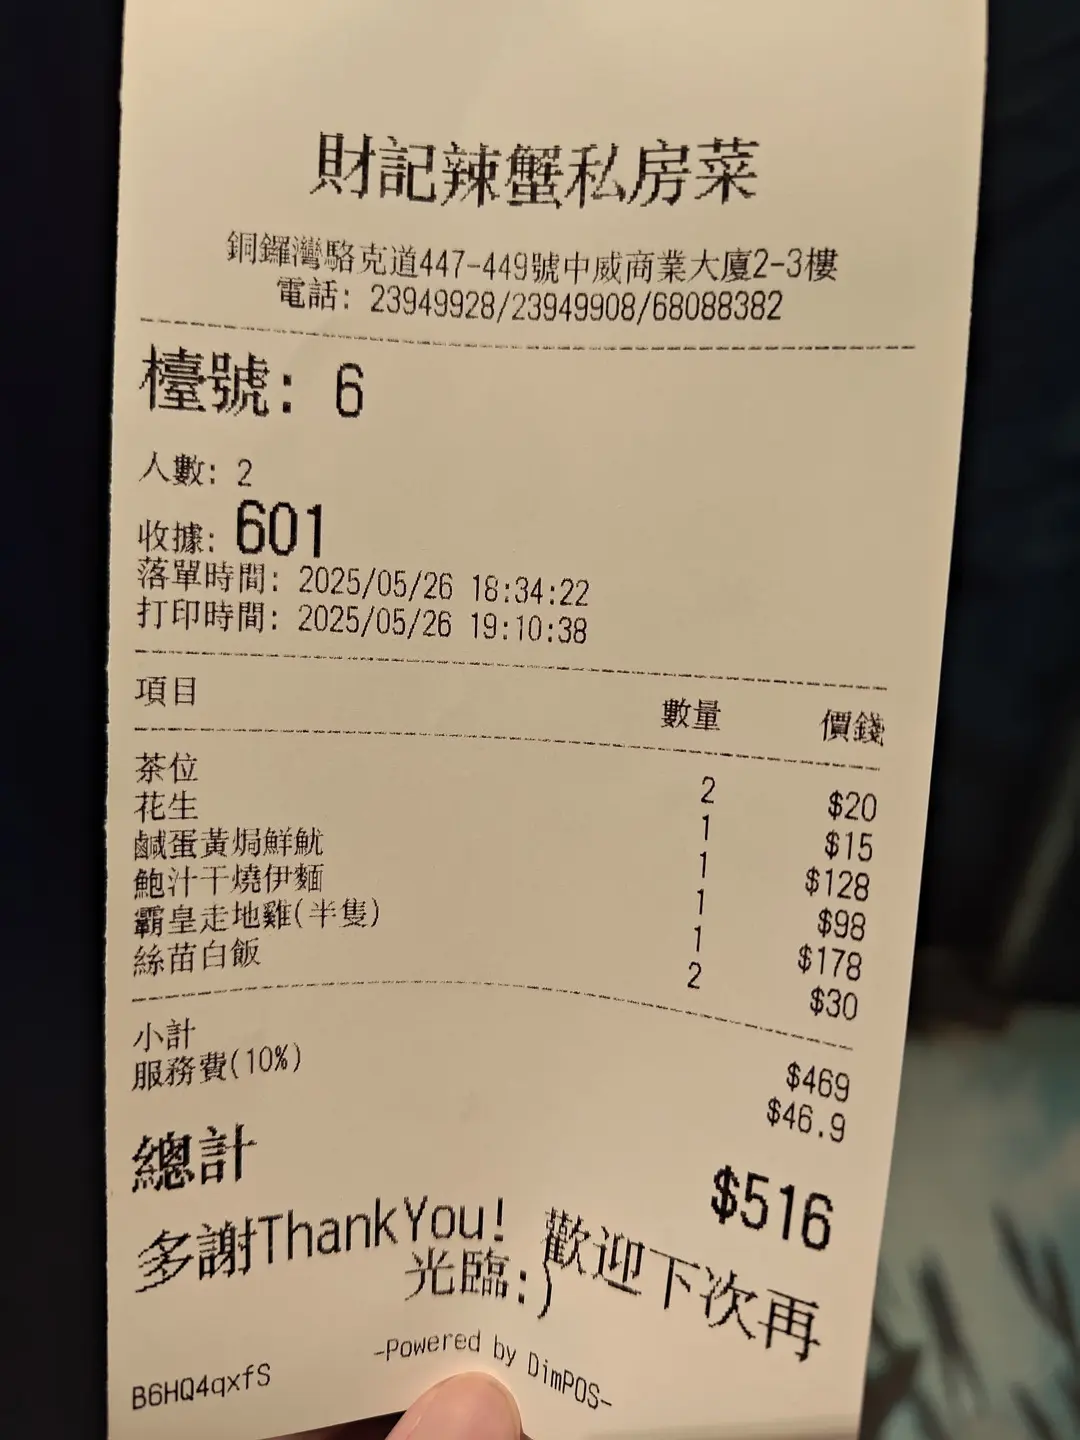 財記辣蟹私房菜
銅鑼灣駱克道447-449號中威商業大廈2-3樓
電話: 23949928/23949908/68088382
檯號: 6
人數: 2
收據: 601
落單時間: 2025/05/26 18:34:22
打印時間: 2025/05/26 19:10:38
項目 數量 價錢
茶位 2 $20
花生 1 $15
鹹蛋黃焗鮮魷 1 $128
鮑汁干燒伊麵 1 $98
霸皇走地雞(半隻) 1 $178
絲苗白飯 2 $30
小計 $469
服務費(10%) $46.9
總計 $516
多謝ThankYou! 歡迎下次再
光臨:)
-Powered by DimPOS-
B6HQ4qxfS